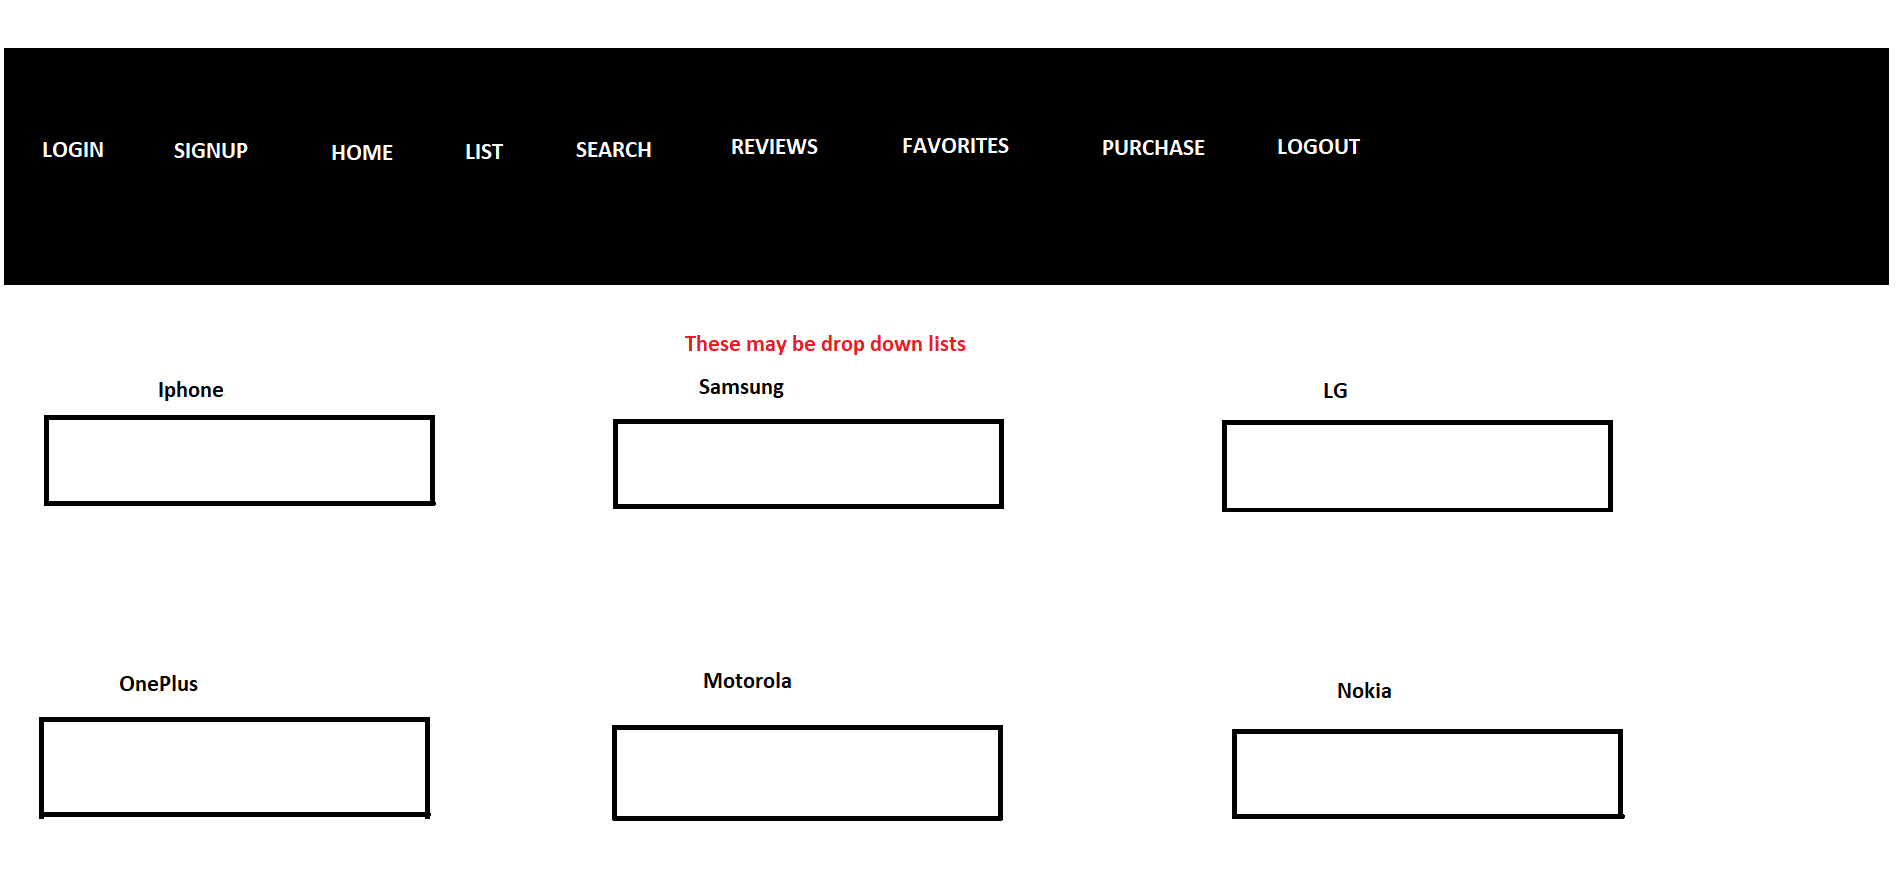 LOGIN SIGNUP HOME LIST SEARCH REVIEWS FAVORITES PURCHASE LOGOUT
These may be drop down lists
Iphone Samsung LG
OnePlus Motorola Nokia